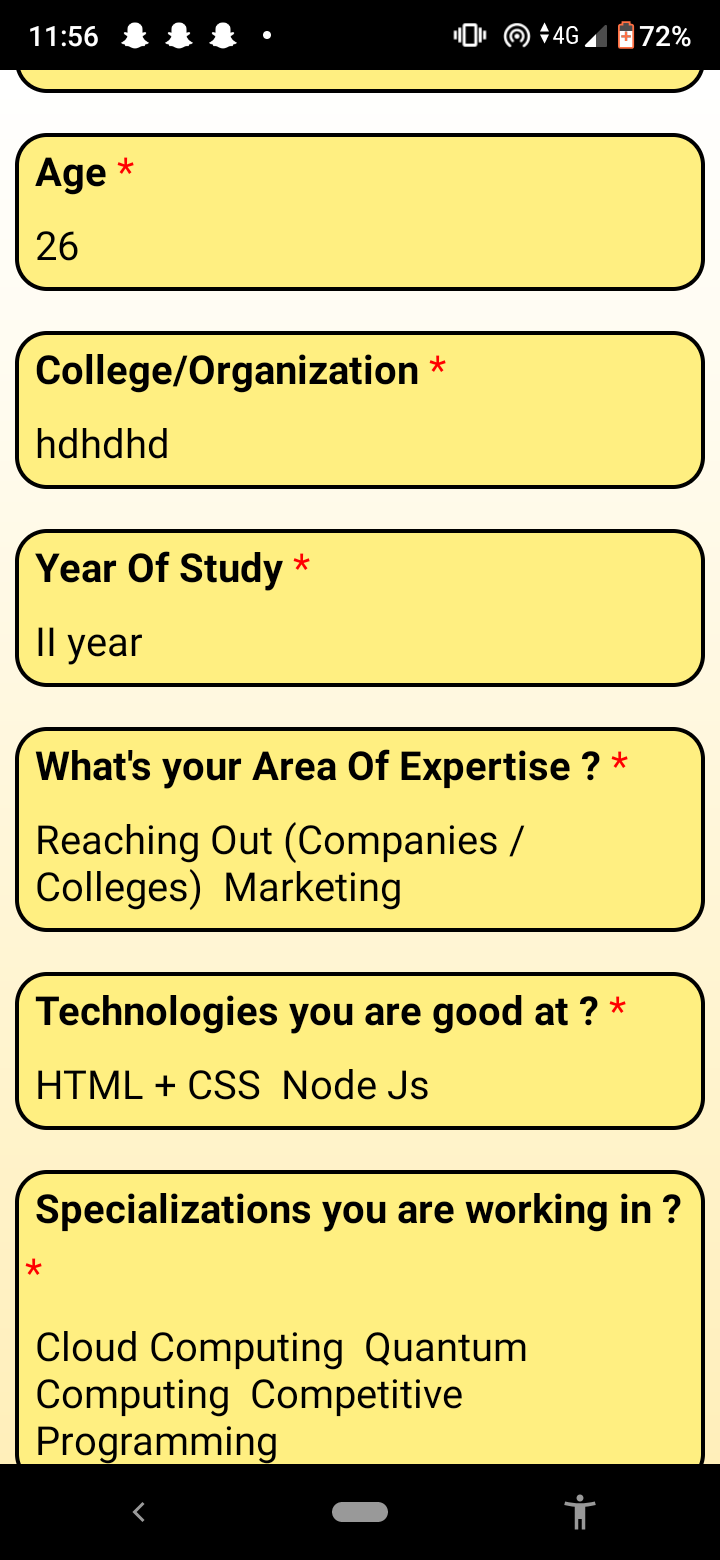 11:56 4G 72%
Age *
26
College/Organization *
hdhdhd
Year Of Study *
II year
What's your Area Of Expertise ? *
Reaching Out (Companies /
Colleges)  Marketing
Technologies you are good at ? *
HTML + CSS  Node Js
Specializations you are working in ?
*
Cloud Computing  Quantum
Computing  Competitive
Programming